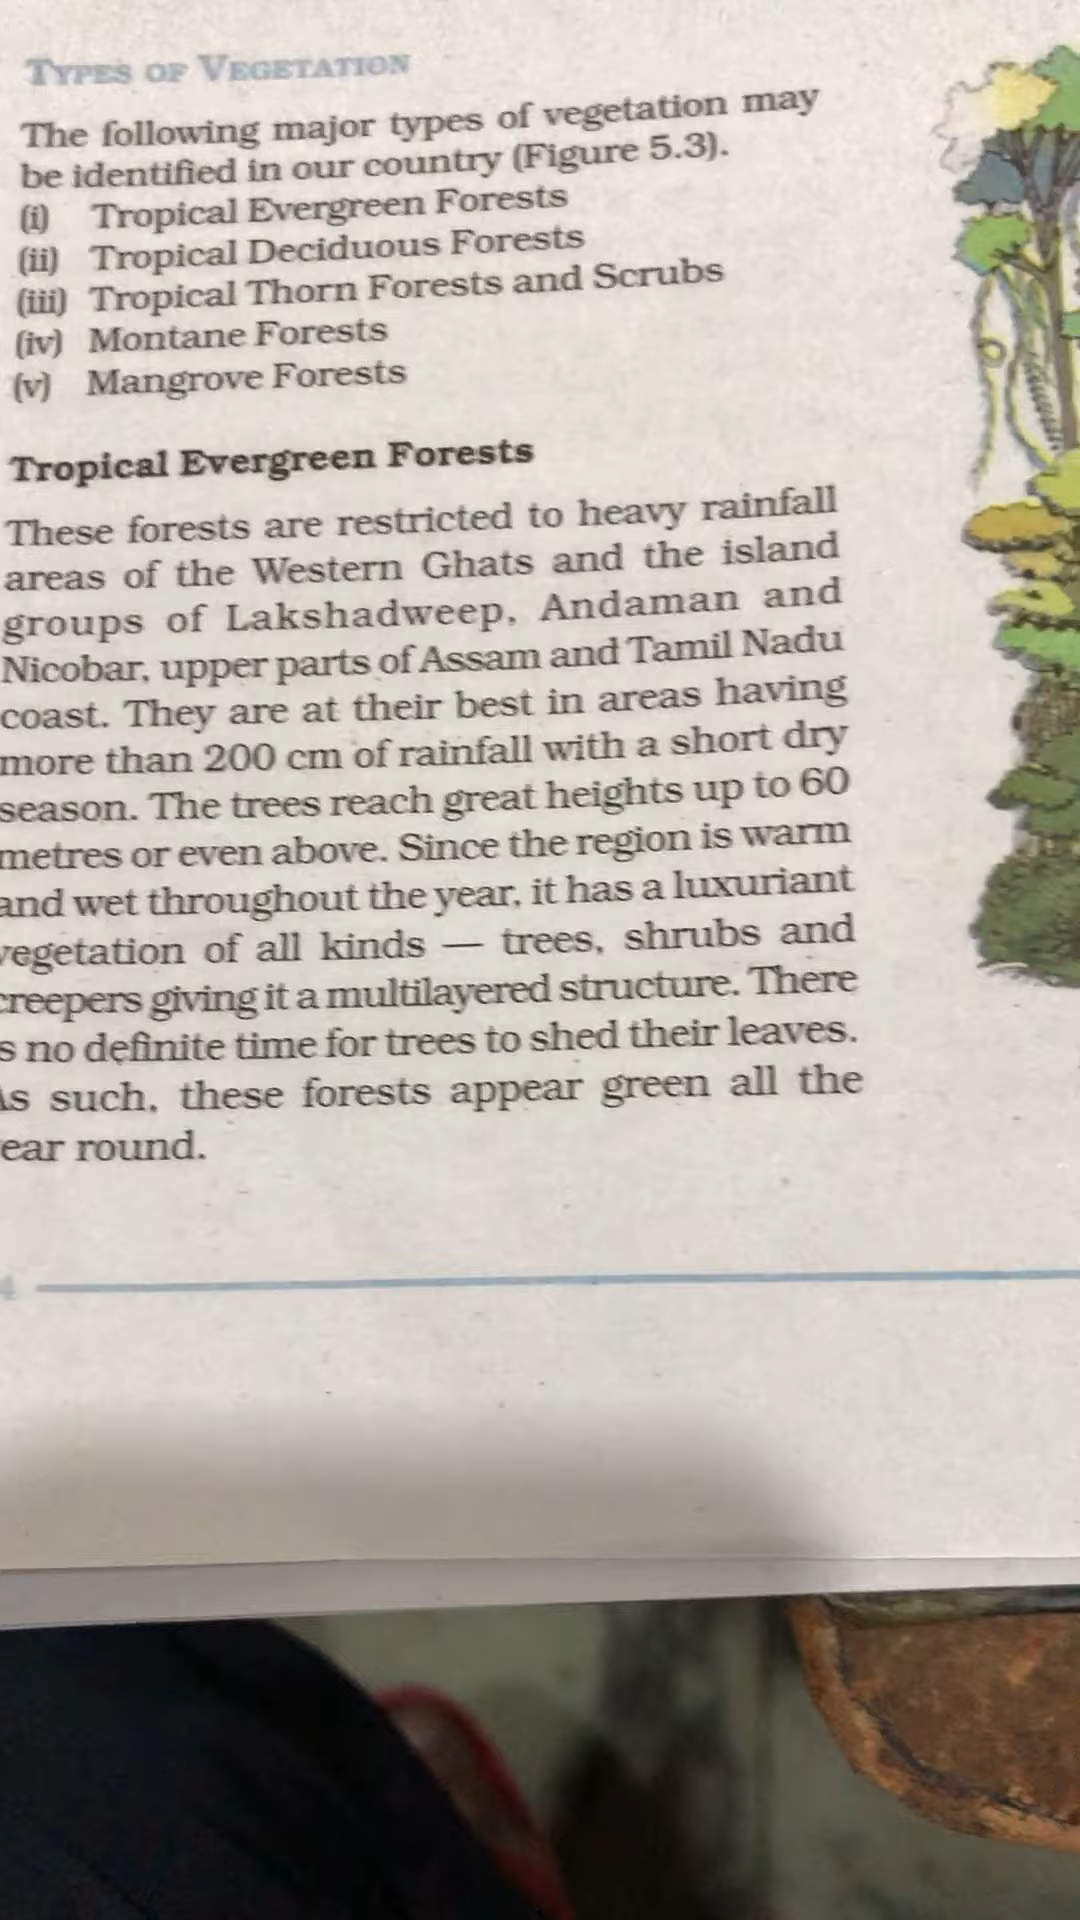 TYPES OF VEGETATION
The following major types of vegetation may
be identified in our country (Figure 5.3).
(i) Tropical Evergreen Forests
(ii) Tropical Deciduous Forests
(iii) Tropical Thorn Forests and Scrubs
(iv) Montane Forests
(v) Mangrove Forests
Tropical Evergreen Forests
These forests are restricted to heavy rainfall
areas of the Western Ghats and the island
groups of Lakshadweep, Andaman and
Nicobar, upper parts of Assam and Tamil Nadu
coast. They are at their best in areas having
more than 200 cm of rainfall with a short dry
season. The trees reach great heights up to 60
metres or even above. Since the region is warm
and wet throughout the year, it has a luxuriant
vegetation of all kinds — trees, shrubs and
creepers giving it a multilayered structure. There
s no definite time for trees to shed their leaves.
As such, these forests appear green all the
ear round.
4